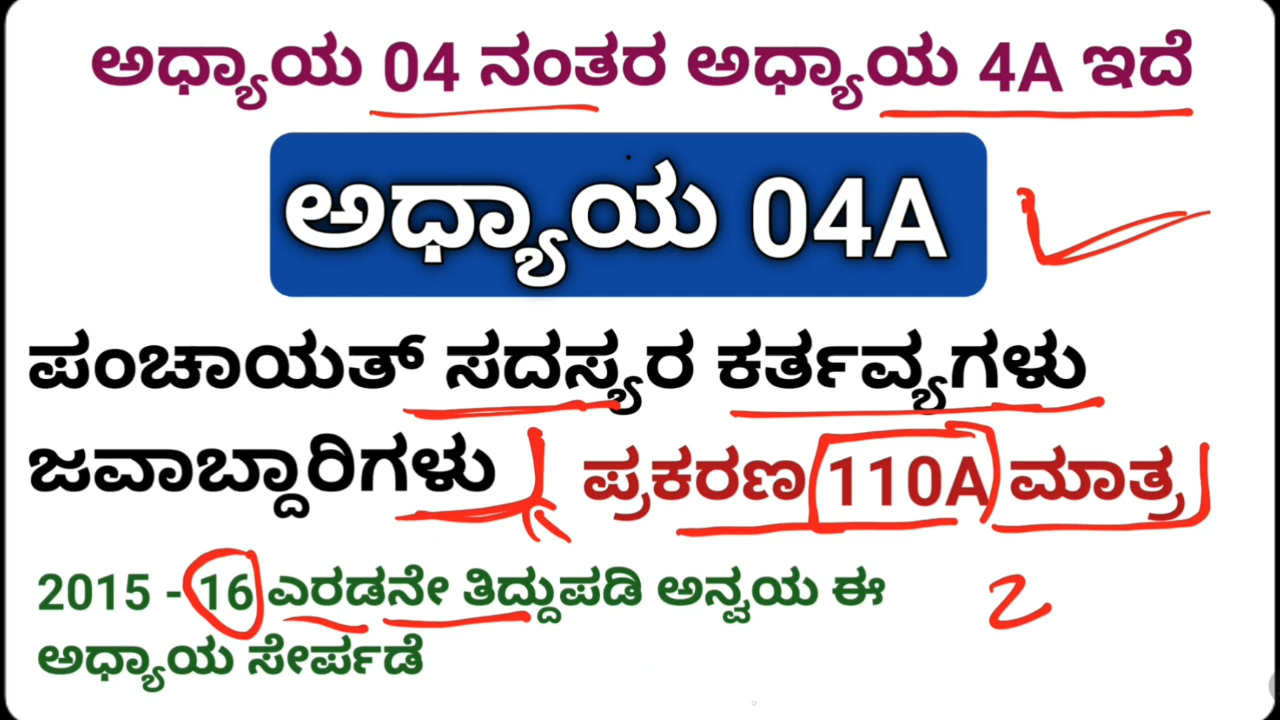 ಅಧ್ಯಾಯ 04 ನಂತರ ಅಧ್ಯಾಯ 4A ಇದೆ
ಅಧ್ಯಾಯ 04A
ಪಂಚಾಯತ್ ಸದಸ್ಯರ ಕರ್ತವ್ಯಗಳು
ಜವಾಬ್ದಾರಿಗಳು ಪ್ರಕರಣ 110A ಮಾತ್ರ
2015 - 16 ಎರಡನೇ ತಿದ್ದುಪಡಿ ಅನ್ವಯ ಈ 2
ಅಧ್ಯಾಯ ಸೇರ್ಪಡೆ